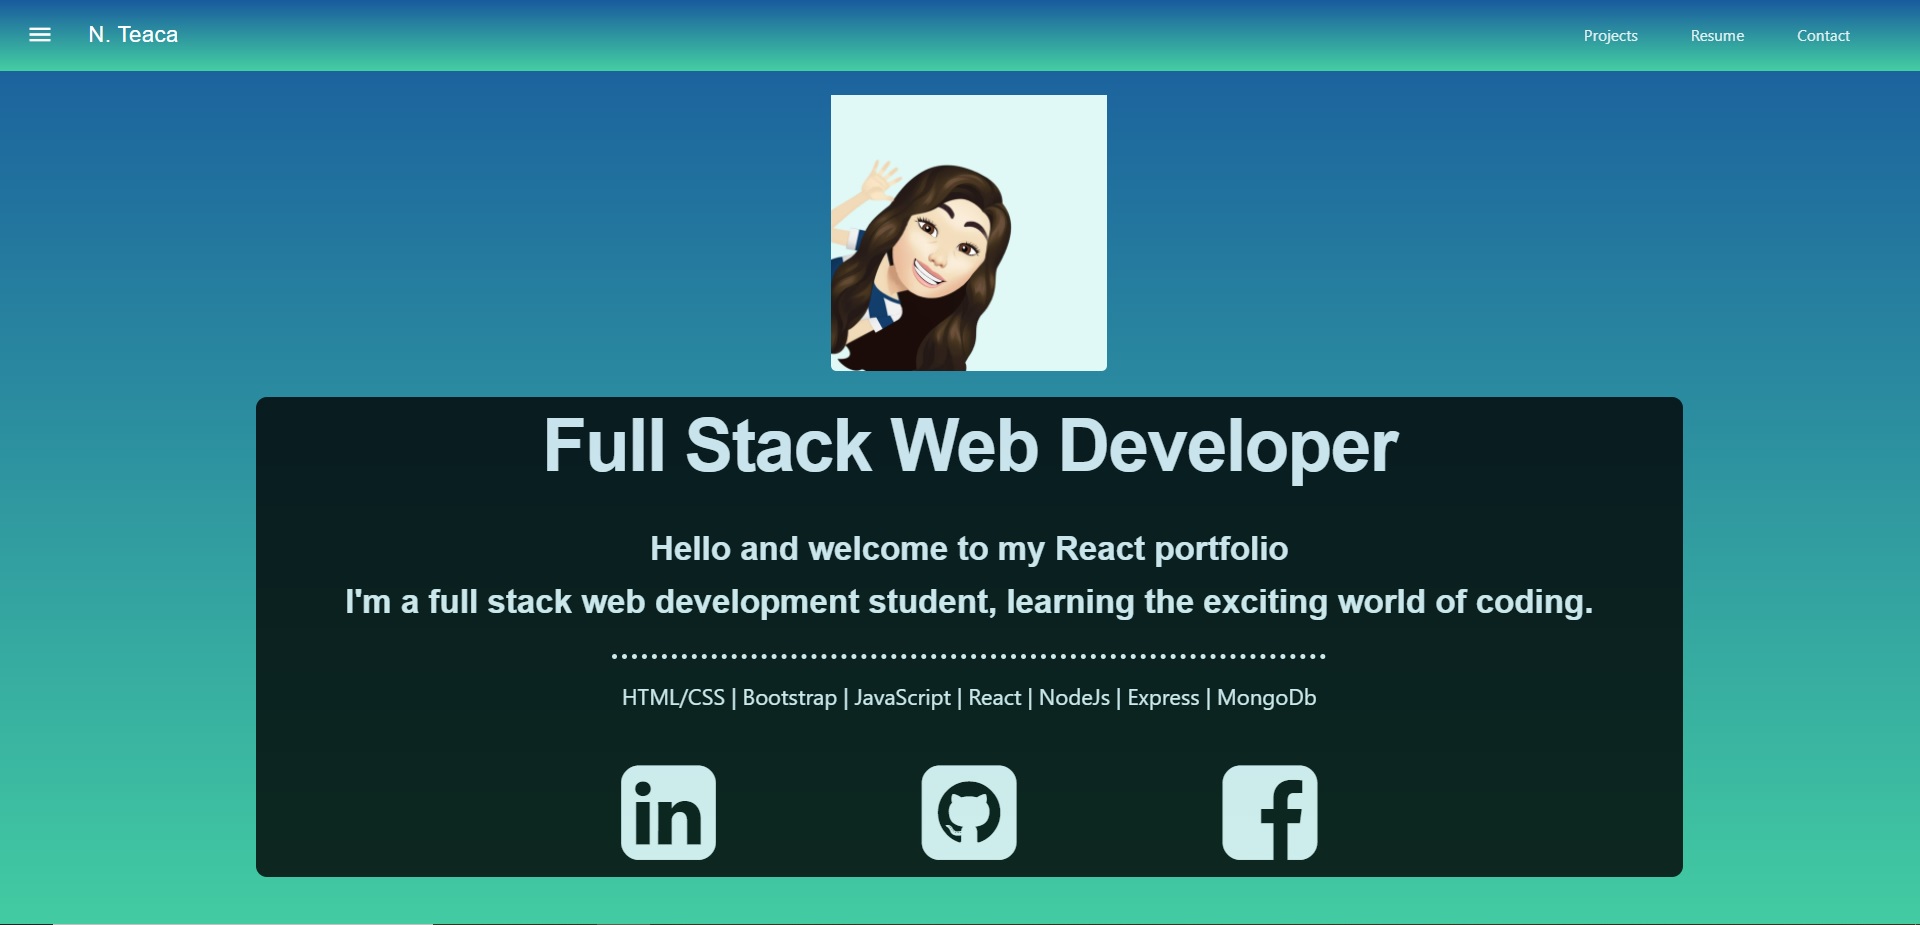 N. Teaca
Projects Resume Contact
Full Stack Web Developer
Hello and welcome to my React portfolio
I'm a full stack web development student, learning the exciting world of coding.
HTML/CSS | Bootstrap | JavaScript | React | NodeJs | Express | MongoDb
in
f